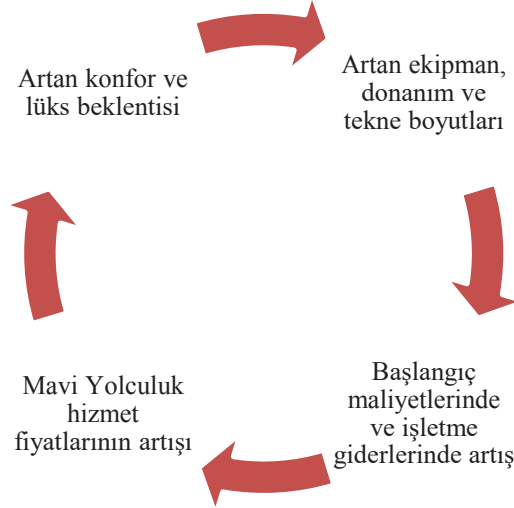 Artan konfor ve
lüks beklentisi
Artan ekipman,
donanım ve
tekne boyutları
Başlangıç
maliyetlerinde
ve işletme
giderlerinde artış
Mavi Yolculuk
hizmet
fiyatlarının artışı